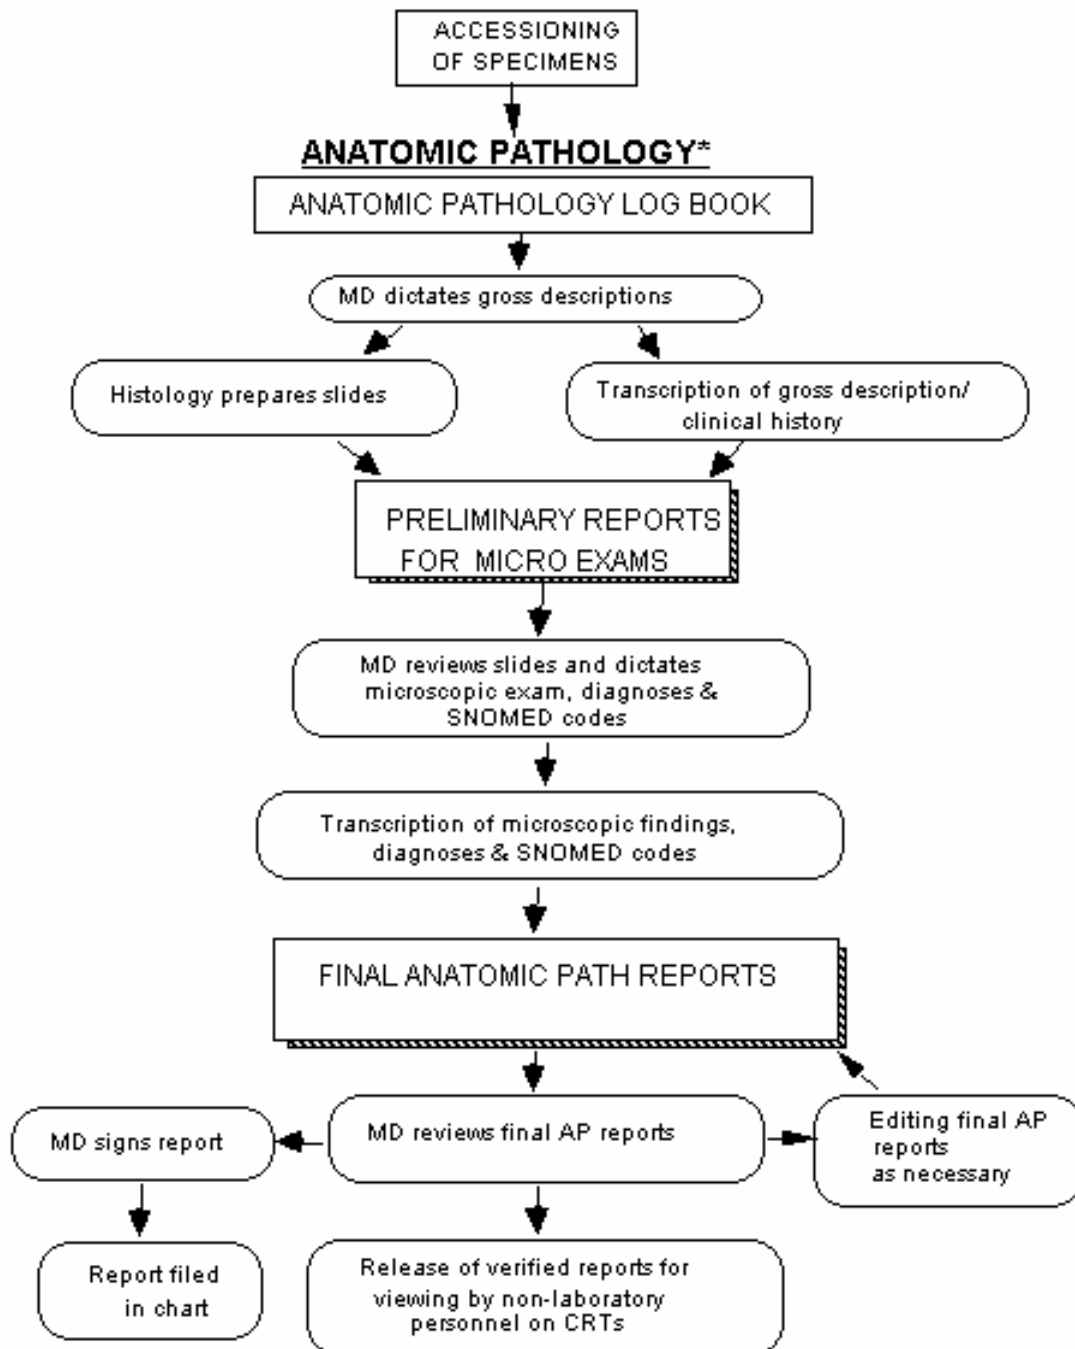 ACCESSIONING
OF SPECIMENS
ANATOMIC PATHOLOGY*
ANATOMIC PATHOLOGY LOG BOOK
MD dictates gross descriptions
Histology prepares slides
Transcription of gross description/
clinical history
PRELIMINARY REPORTS
FOR MICRO EXAMS
MD reviews slides and dictates
microscopic exam, diagnoses &
SNOMED codes
Transcription of microscopic findings,
diagnoses & SNOMED codes
FINAL ANATOMIC PATH REPORTS
MD signs report
MD reviews final AP reports
Editing final AP
reports
as necessary
Report filed
in chart
Release of verified reports for
viewing by non-laboratory
personnel on CRTs